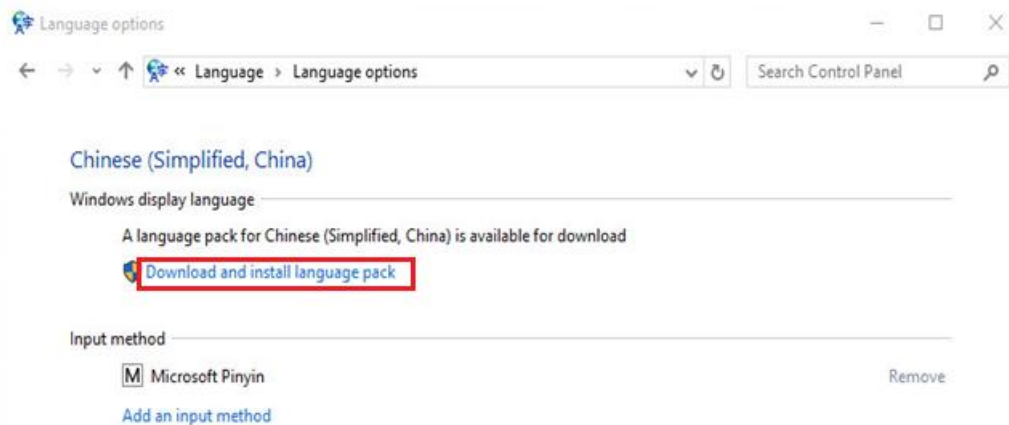 Language options
« Language > Language options
Search Control Panel
Chinese (Simplified, China)
Windows display language
A language pack for Chinese (Simplified, China) is available for download
Download and install language pack
Input method
M Microsoft Pinyin
Remove
Add an input method